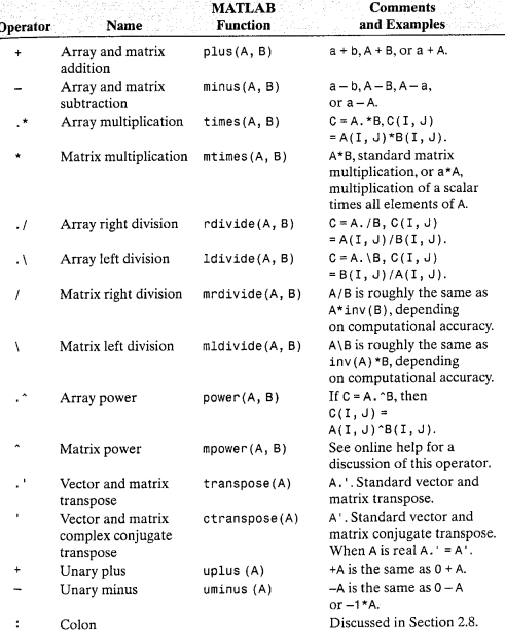 MATLAB Comments
Operator Name Function and Examples
+ Array and matrix plus(A, B) a + b, A + B, or a + A.
addition
− Array and matrix minus(A, B) a − b, A − B, A − a,
subtraction or a − A.
.* Array multiplication times(A, B) C = A. *B, C(I, J)
= A(I, J)*B(I, J).
* Matrix multiplication mtimes(A, B) A*B, standard matrix
multiplication, or a*A,
multiplication of a scalar
times all elements of A.
./ Array right division rdivide(A, B) C = A. /B, C(I, J)
= A(I, J)/B(I, J).
.\ Array left division ldivide(A, B) C = A. \B, C(I, J)
= B(I, J)/A(I, J).
/ Matrix right division mrdivide(A, B) A/B is roughly the same as
A* inv(B), depending
on computational accuracy.
\ Matrix left division mldivide(A, B) A\B is roughly the same as
inv(A) *B, depending
on computational accuracy.
.^ Array power power(A, B) If C = A. ^B, then
C(I, J) =
A(I, J)^B(I, J).
^ Matrix power mpower(A, B) See online help for a
discussion of this operator.
.' Vector and matrix transpose(A) A.'. Standard vector and
transpose matrix transpose.
' Vector and matrix ctranspose(A) A'. Standard vector and
complex conjugate matrix conjugate transpose.
transpose When A is real A.' = A'.
+ Unary plus uplus (A) +A is the same as 0 + A.
− Unary minus uminus (A) −A is the same as 0 − A
or −1*A.
: Colon Discussed in Section 2.8.